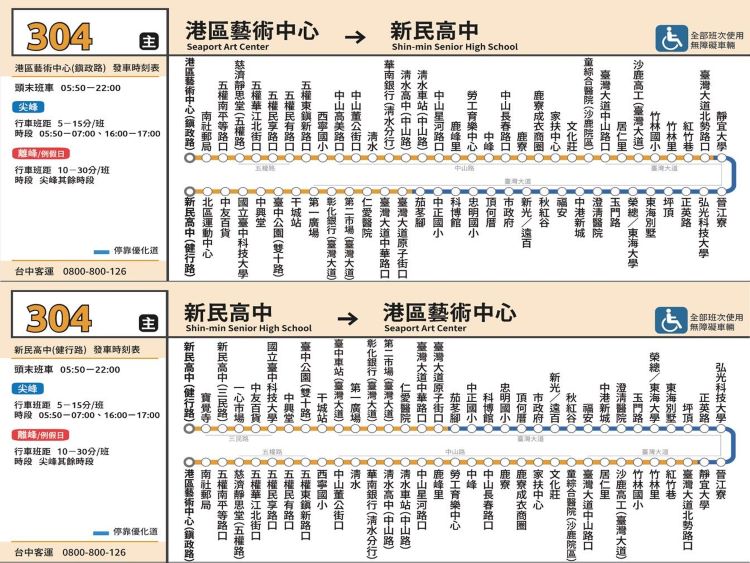 304 主
港區藝術中心 → 新民高中
Seaport Art Center
Shin-min Senior High School
全部班次使用
無障礙車輛
港區藝術中心(鎮政路) 發車時刻表
頭末班車 05:50－22:00
尖峰
行車班距 5－15分/班
時段 05:50－07:00、16:00－17:00
離峰/例假日
行車班距 10－30分/班
時段 尖峰其餘時段
停靠優化道
台中客運 0800-800-126
港區藝術中心(鎮政路)
南社郵局
五權南平等路口
慈濟靜思堂(五權路)
五權華江北街口
五權民享路口
五權民有路口
五權東鎮新路口
西寧國小
中山高美路口
中山董公街口
清水
華南銀行(清水分行)
清水高中(中山路)
清水車站(中山路)
中山星河路口
鹿峰里
勞工育樂中心
中峰
中山長春路口
鹿寮
鹿寮成衣商圈
家扶中心
文化莊
童綜合醫院(沙鹿院區)
臺灣大道中山路口
居仁里
沙鹿高工(臺灣大道)
竹林國小
竹林里
紅竹巷
臺灣大道北勢路口
靜宜大學
五權路
中山路
臺灣大道
臺灣大道
新民高中(健行路)
北區運動中心
中友百貨
國立臺中科技大學
中興堂
臺中公園(雙十路)
干城站
第一廣場
彰化銀行(臺灣大道)
第二市場(臺灣大道)
仁愛醫院
臺灣大道中華路口
臺灣大道原子街口
茄苳腳
中正國小
科博館
忠明國小
頂何厝
市政府
新光／遠百
秋紅谷
福安
中港新城
澄清醫院
玉門路
榮總／東海大學
東海別墅
坪頂
正英路
弘光科技大學
晉江寮
304 主
新民高中 → 港區藝術中心
Shin-min Senior High School
Seaport Art Center
全部班次使用
無障礙車輛
新民高中(健行路) 發車時刻表
頭末班車 05:50－22:00
尖峰
行車班距 5－15分/班
時段 05:50－07:00、16:00－17:00
離峰/例假日
行車班距 10－30分/班
時段 尖峰其餘時段
停靠優化道
台中客運 0800-800-126
新民高中(健行路)
寶覺寺
新民高中(三民路)
一心市場
中友百貨
國立臺中科技大學
中興堂
臺中公園(雙十路)
干城站
臺中車站(臺灣大道)
第一廣場
彰化銀行(臺灣大道)
第二市場(臺灣大道)
仁愛醫院
臺灣大道中華路口
臺灣大道原子街口
茄苳腳
中正國小
科博館
忠明國小
頂何厝
市政府
新光／遠百
秋紅谷
福安
中港新城
澄清醫院
玉門路
榮總／東海大學
東海別墅
坪頂
正英路
弘光科技大學
三民路
臺灣大道
五權路
中山路
臺灣大道
港區藝術中心(鎮政路)
南社郵局
五權南平等路口
慈濟靜思堂(五權路)
五權華江北街口
五權民享路口
五權民有路口
五權東鎮新路口
西寧國小
中山董公街口
清水
華南銀行(清水分行)
清水高中(中山路)
清水車站(中山路)
中山星河路口
鹿峰里
勞工育樂中心
中峰
中山長春路口
鹿寮
鹿寮成衣商圈
家扶中心
文化莊
童綜合醫院(沙鹿院區)
臺灣大道中山路口
居仁里
沙鹿高工(臺灣大道)
竹林國小
竹林里
紅竹巷
臺灣大道北勢路口
靜宜大學
晉江寮